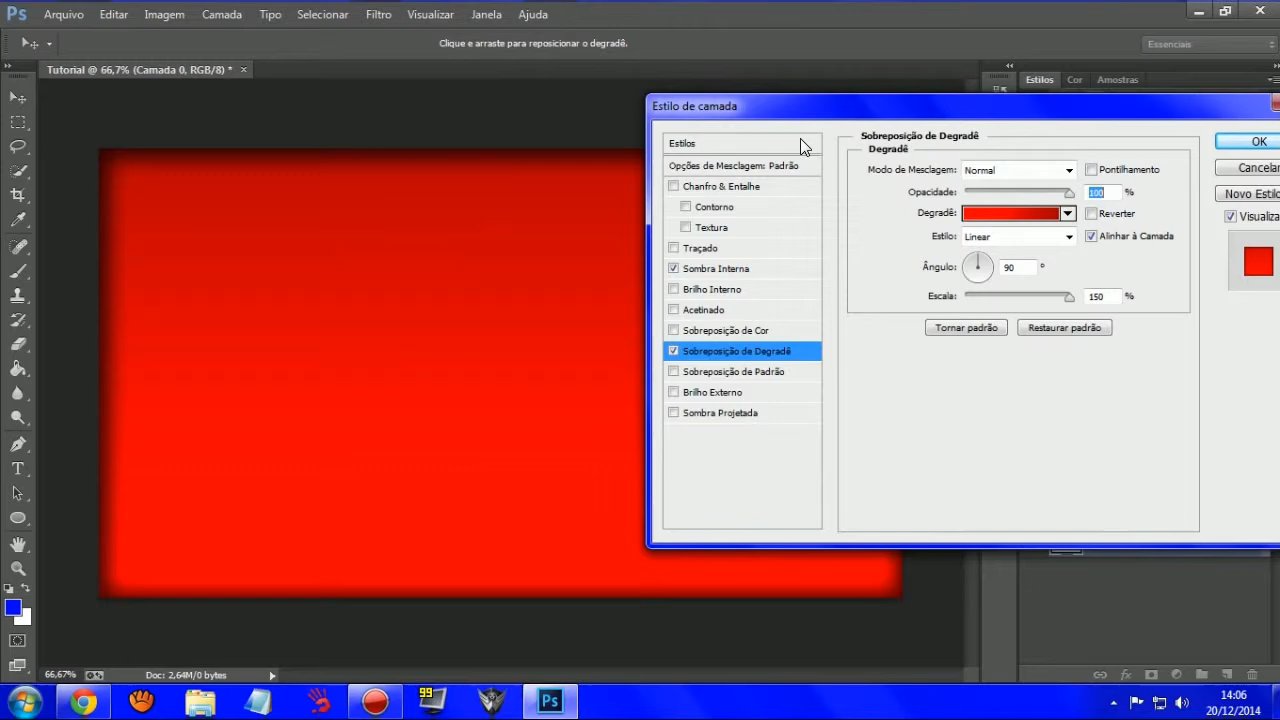 Ps Arquivo Editar Imagem Camada Tipo Selecionar Filtro Visualizar Janela Ajuda
Clique e arraste para reposicionar o degradê. Essenciais
Tutorial @ 66,7% (Camada 0, RGB/8) * ×
Estilos Cor Amostras
Estilo de camada
Estilos
Opções de Mesclagem: Padrão
Chanfro & Entalhe
Contorno
Textura
Traçado
Sombra Interna
Brilho Interno
Acetinado
Sobreposição de Cor
Sobreposição de Degradê
Sobreposição de Padrão
Brilho Externo
Sombra Projetada
Sobreposição de Degradê
Degradê
Modo de Mesclagem: Normal Pontilhamento
Opacidade: 100 %
Degradê: Reverter
Estilo: Linear Alinhar à Camada
Ângulo: 90 °
Escala: 150 %
Tornar padrão Restaurar padrão
OK
Cancelar
Novo Estilo
Visualiza
66,67% Doc: 2,64M/0 bytes
99
Ps
14:06
20/12/2014